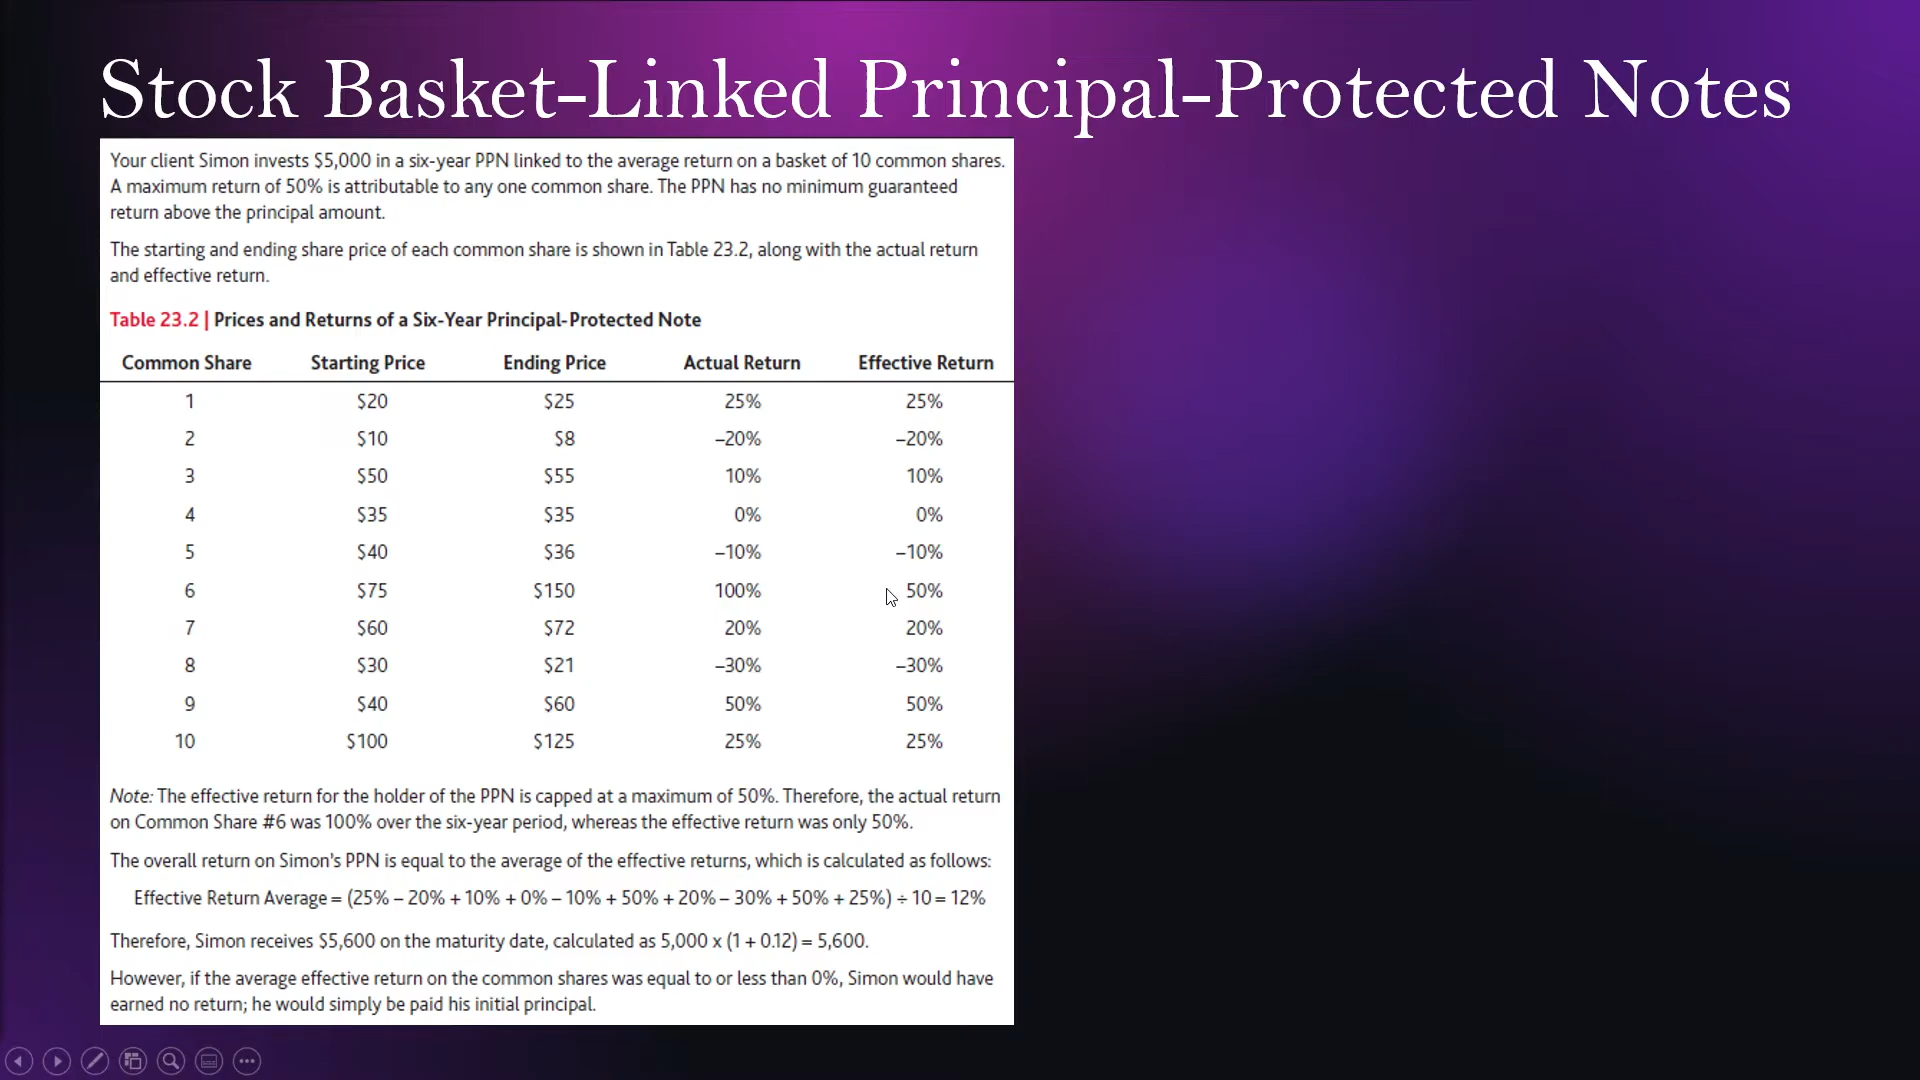 Stock Basket-Linked Principal-Protected Notes
Your client Simon invests $5,000 in a six-year PPN linked to the average return on a basket of 10 common shares.
A maximum return of 50% is attributable to any one common share. The PPN has no minimum guaranteed
return above the principal amount.
The starting and ending share price of each common share is shown in Table 23.2, along with the actual return
and effective return.
Table 23.2 | Prices and Returns of a Six-Year Principal-Protected Note
Common Share Starting Price Ending Price Actual Return Effective Return
1 $20 $25 25% 25%
2 $10 $8 –20% –20%
3 $50 $55 10% 10%
4 $35 $35 0% 0%
5 $40 $36 –10% –10%
6 $75 $150 100% 50%
7 $60 $72 20% 20%
8 $30 $21 –30% –30%
9 $40 $60 50% 50%
10 $100 $125 25% 25%
Note: The effective return for the holder of the PPN is capped at a maximum of 50%. Therefore, the actual return
on Common Share #6 was 100% over the six-year period, whereas the effective return was only 50%.
The overall return on Simon's PPN is equal to the average of the effective returns, which is calculated as follows:
Effective Return Average = (25% – 20% + 10% + 0% – 10% + 50% + 20% – 30% + 50% + 25%) ÷ 10 = 12%
Therefore, Simon receives $5,600 on the maturity date, calculated as 5,000 x (1 + 0.12) = 5,600.
However, if the average effective return on the common shares was equal to or less than 0%, Simon would have
earned no return; he would simply be paid his initial principal.